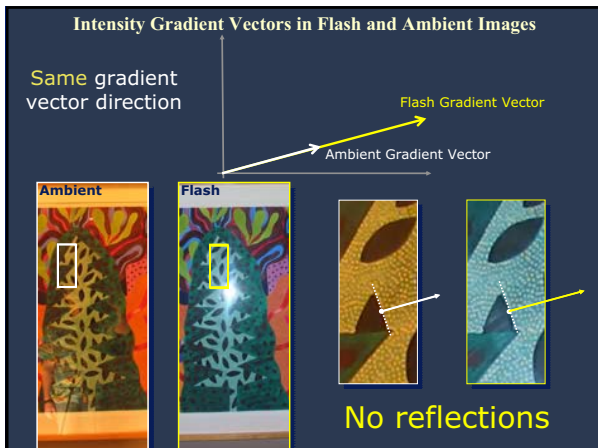 Intensity Gradient Vectors in Flash and Ambient Images
Same gradient
vector direction
Flash Gradient Vector
Ambient Gradient Vector
Ambient
Flash
No reflections